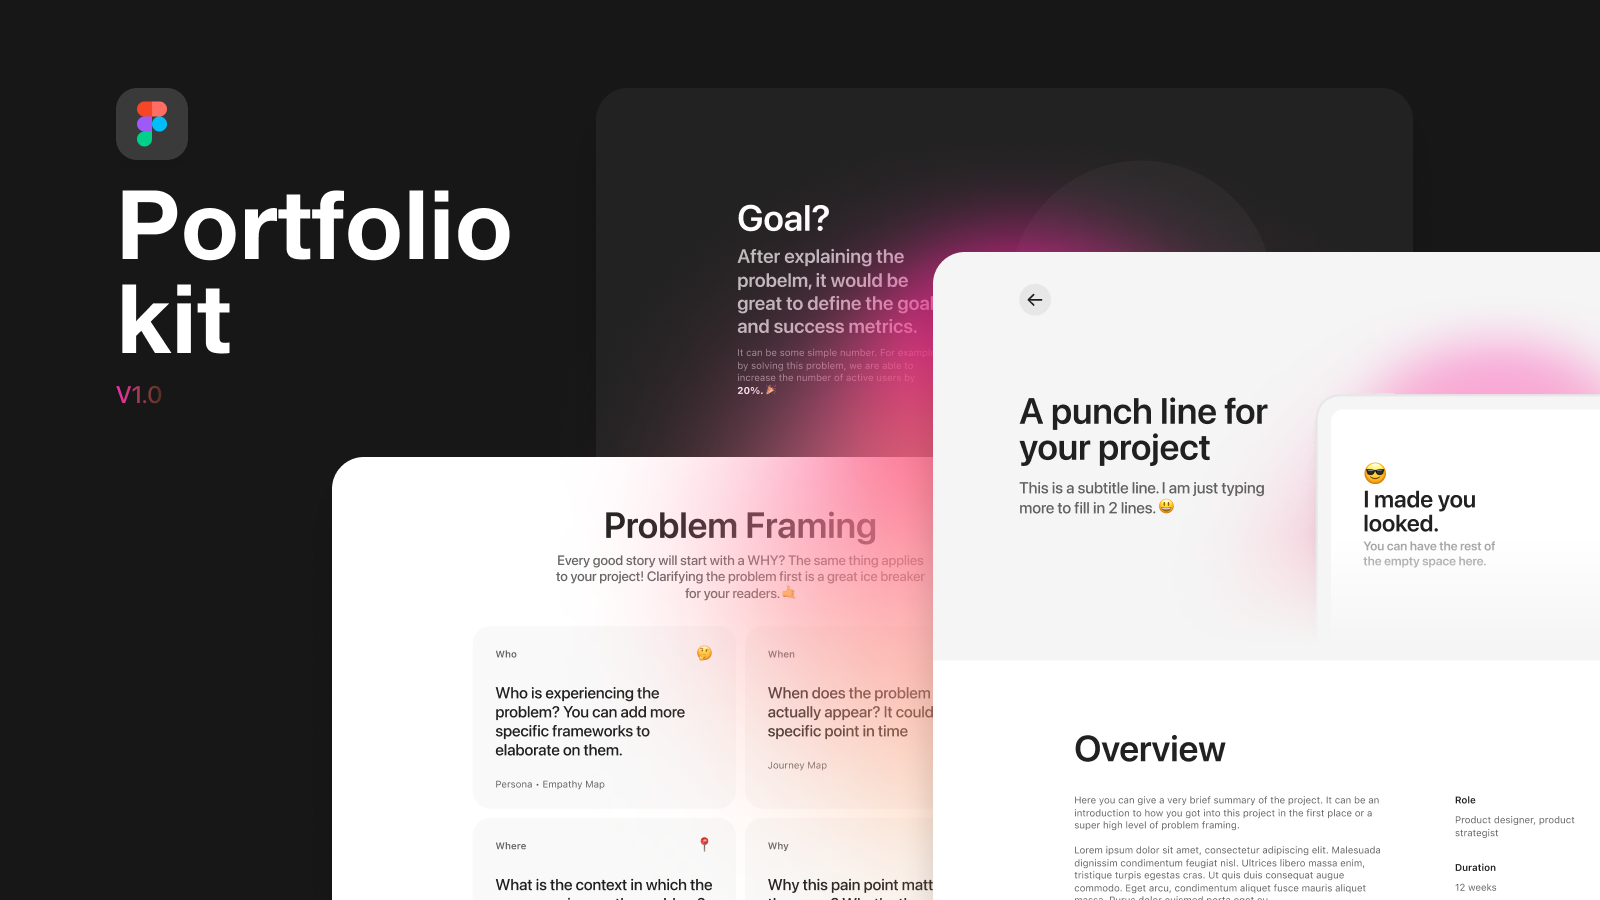 Portfolio
kit
V1.0
Goal?
After explaining the
probelm, it would be
great to define the goal
and success metrics.
It can be some simple number. For example
by solving this problem, we are able to
increase the number of active users by
20%. 🎉
Problem Framing
Every good story will start with a WHY? The same thing applies
to your project! Clarifying the problem first is a great ice breaker
for your readers. 🤙
Who 🤔
Who is experiencing the
problem? You can add more
specific frameworks to
elaborate on them.
Persona • Empathy Map
When
When does the problem
actually appear? It could
specific point in time
Journey Map
Where 📍
What is the context in which the
Why
Why this pain point matt
A punch line for
your project
This is a subtitle line. I am just typing
more to fill in 2 lines. 😃
😎
I made you
looked.
You can have the rest of
the empty space here.
Overview
Here you can give a very brief summary of the project. It can be an
introduction to how you got into this project in the first place or a
super high level of problem framing.
Lorem ipsum dolor sit amet, consectetur adipiscing elit. Malesuada
dignissim condimentum feugiat nisl. Ultrices libero massa enim,
tristique turpis egestas cras. Ut quis duis consequat augue
commodo. Eget arcu, condimentum aliquet fusce mauris aliquet
Role
Product designer, product
strategist
Duration
12 weeks